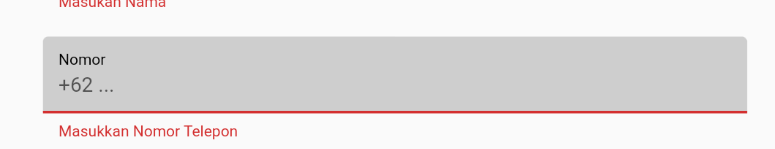 Masukan Nama
Nomor
+62 ...
Masukkan Nomor Telepon